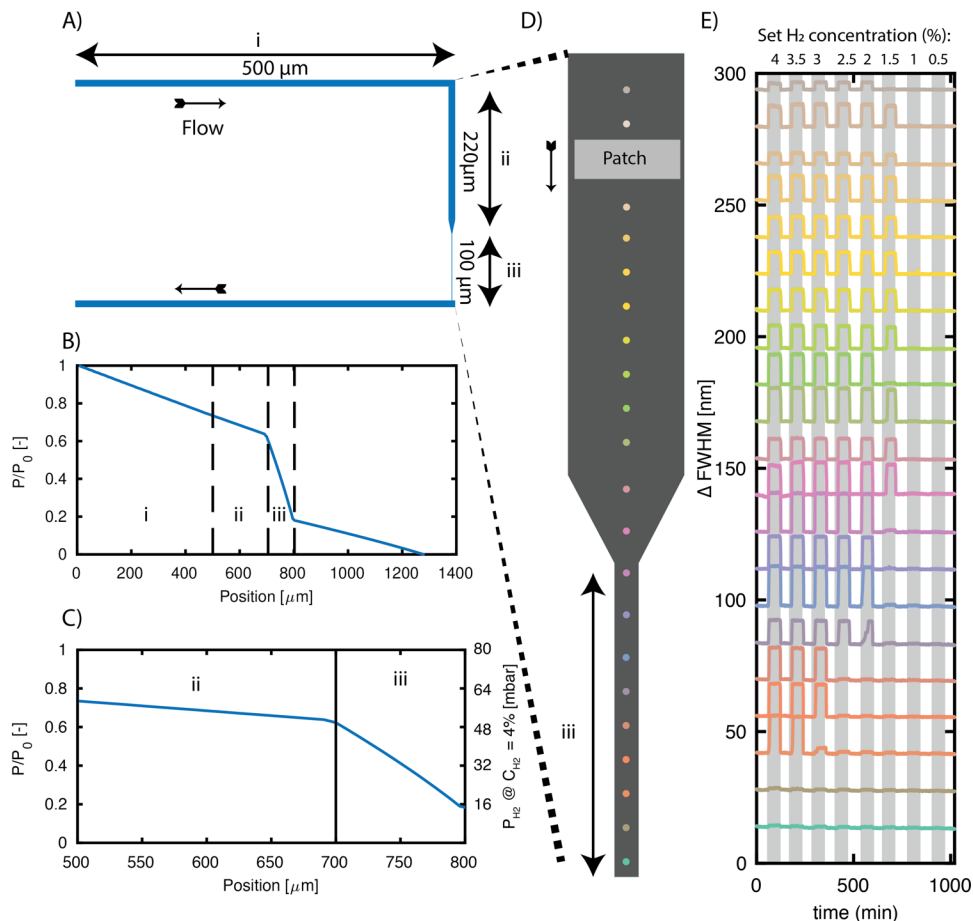 A)
i
500 μm
Flow
220μm
ii
100 μm
iii
B)
1
0.8
0.6
0.4
0.2
0
P/P₀ [-]
i
ii
iii
0 200 400 600 800 1000 1200 1400
Position [μm]
C)
1
0.8
0.6
0.4
0.2
0
P/P₀ [-]
ii
iii
80
64
48
32
16
0
P_H2 @ C_H2 = 4% [mbar]
500 550 600 650 700 750 800
Position [μm]
D)
Patch
iii
E)
Set H₂ concentration (%):
4 3.5 3 2.5 2 1.5 1 0.5
300
250
200
150
100
50
0
Δ FWHM [nm]
0 500 1000
time (min)